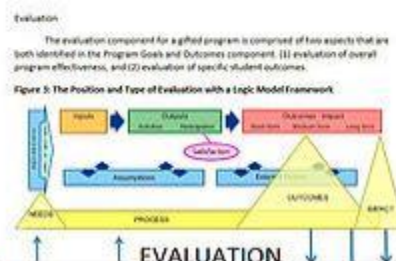 Evaluation
The evaluation component for a gifted program is comprised of two aspects that are
both identified in the Program Goals and Outcomes component: (1) evaluation of overall
program effectiveness, and (2) evaluation of specific student outcomes.
Figure 3: The Position and Type of Evaluation with a Logic Model Framework
Inputs
Outputs
Outcomes - Impact
Short term Medium term Long term
Satisfaction
Assumptions
OUTCOMES
IMPACT
NEEDS
PROCESS
EVALUATION